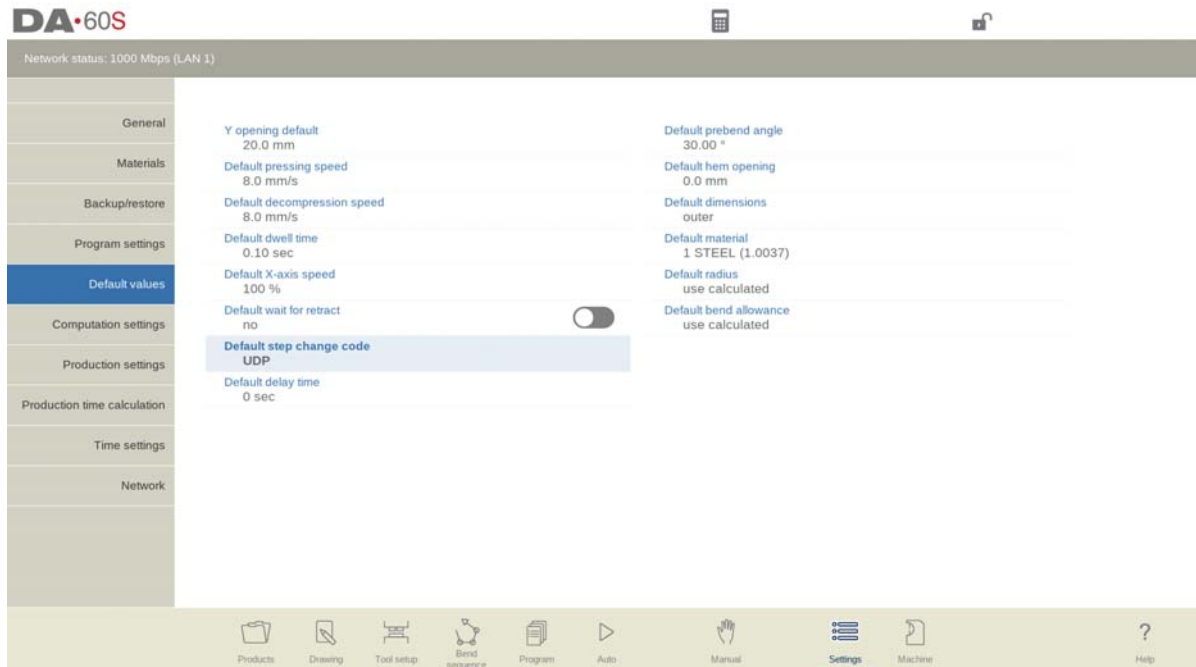 DA•60S
Network status: 1000 Mbps (LAN 1)
General
Materials
Backup/restore
Program settings
Default values
Computation settings
Production settings
Production time calculation
Time settings
Network
Y opening default
20.0 mm
Default pressing speed
8.0 mm/s
Default decompression speed
8.0 mm/s
Default dwell time
0.10 sec
Default X-axis speed
100 %
Default wait for retract
no
Default step change code
UDP
Default delay time
0 sec
Default prebend angle
30.00 °
Default hem opening
0.0 mm
Default dimensions
outer
Default material
1 STEEL (1.0037)
Default radius
use calculated
Default bend allowance
use calculated
Products
Drawing
Tool setup
Bend
sequence
Program
Auto
Manual
Settings
Machine
?
Help